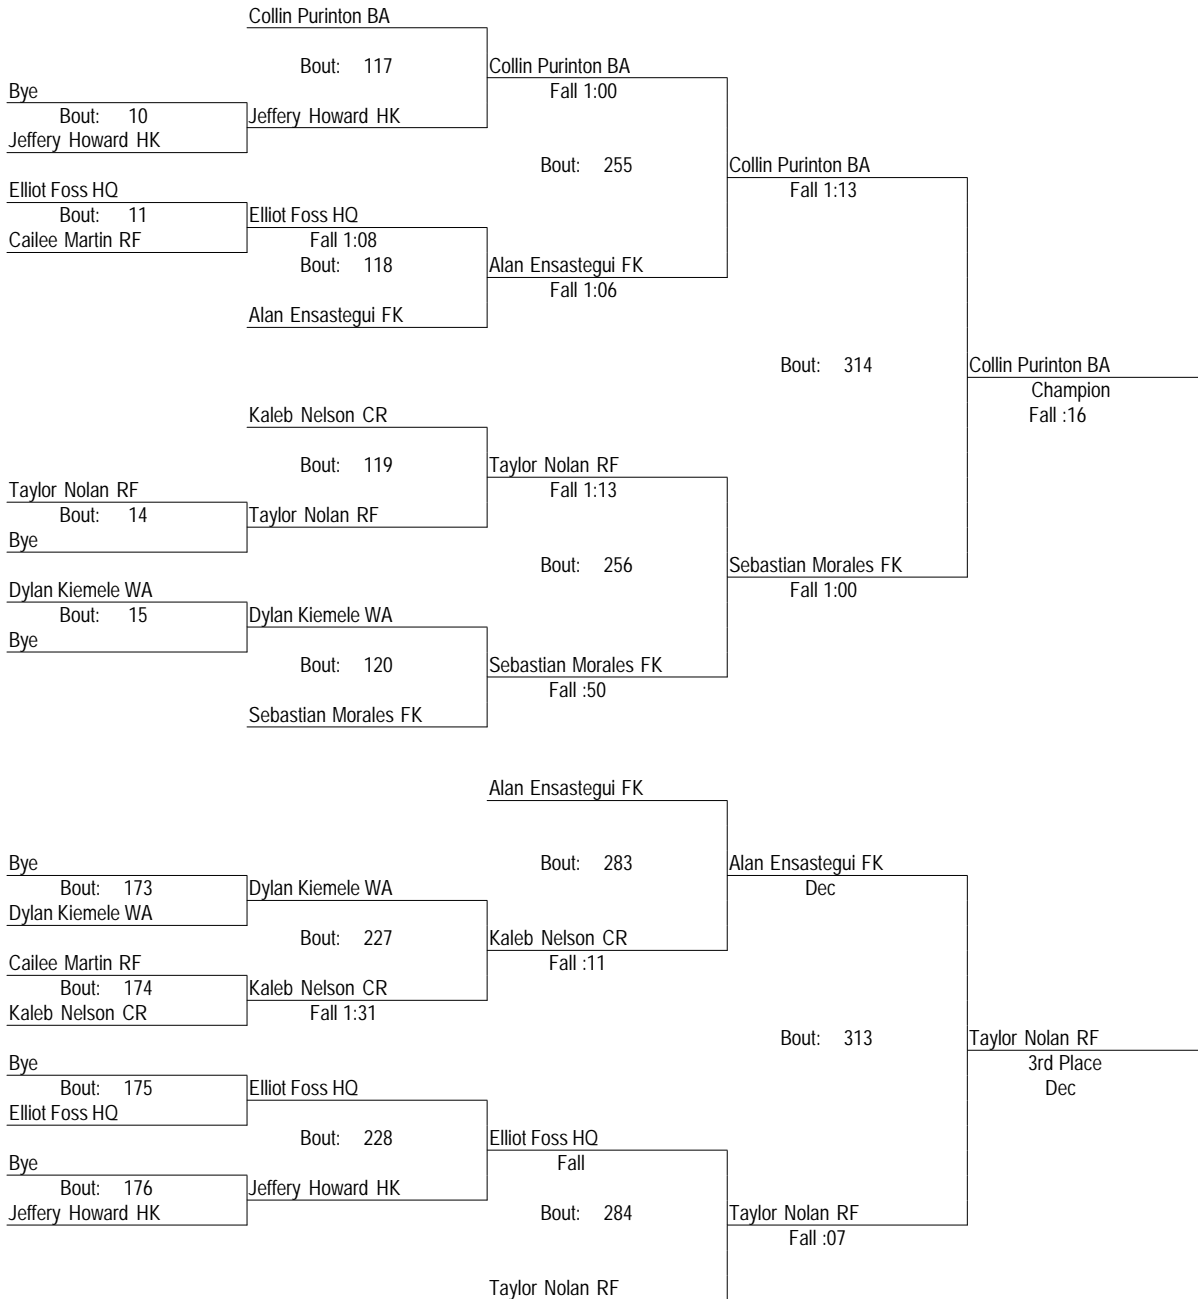 Collin Purinton BA
Bout: 117
Collin Purinton BA
Fall 1:00
Bye
Bout: 10
Jeffery Howard HK
Jeffery Howard HK
Bout: 255
Collin Purinton BA
Fall 1:13
Elliot Foss HQ
Bout: 11
Elliot Foss HQ
Cailee Martin RF
Fall 1:08
Bout: 118
Alan Ensastegui FK
Fall 1:06
Alan Ensastegui FK
Bout: 314
Collin Purinton BA
Champion
Fall :16
Kaleb Nelson CR
Bout: 119
Taylor Nolan RF
Fall 1:13
Taylor Nolan RF
Bout: 14
Taylor Nolan RF
Bye
Bout: 256
Sebastian Morales FK
Fall 1:00
Dylan Kiemele WA
Bout: 15
Dylan Kiemele WA
Bye
Bout: 120
Sebastian Morales FK
Fall :50
Sebastian Morales FK
Alan Ensastegui FK
Bout: 283
Alan Ensastegui FK
Dec
Bye
Bout: 173
Dylan Kiemele WA
Dylan Kiemele WA
Bout: 227
Kaleb Nelson CR
Fall :11
Cailee Martin RF
Bout: 174
Kaleb Nelson CR
Kaleb Nelson CR
Fall 1:31
Bout: 313
Taylor Nolan RF
3rd Place
Dec
Bye
Bout: 175
Elliot Foss HQ
Elliot Foss HQ
Bout: 228
Elliot Foss HQ
Fall
Bye
Bout: 176
Jeffery Howard HK
Jeffery Howard HK
Bout: 284
Taylor Nolan RF
Fall :07
Taylor Nolan RF